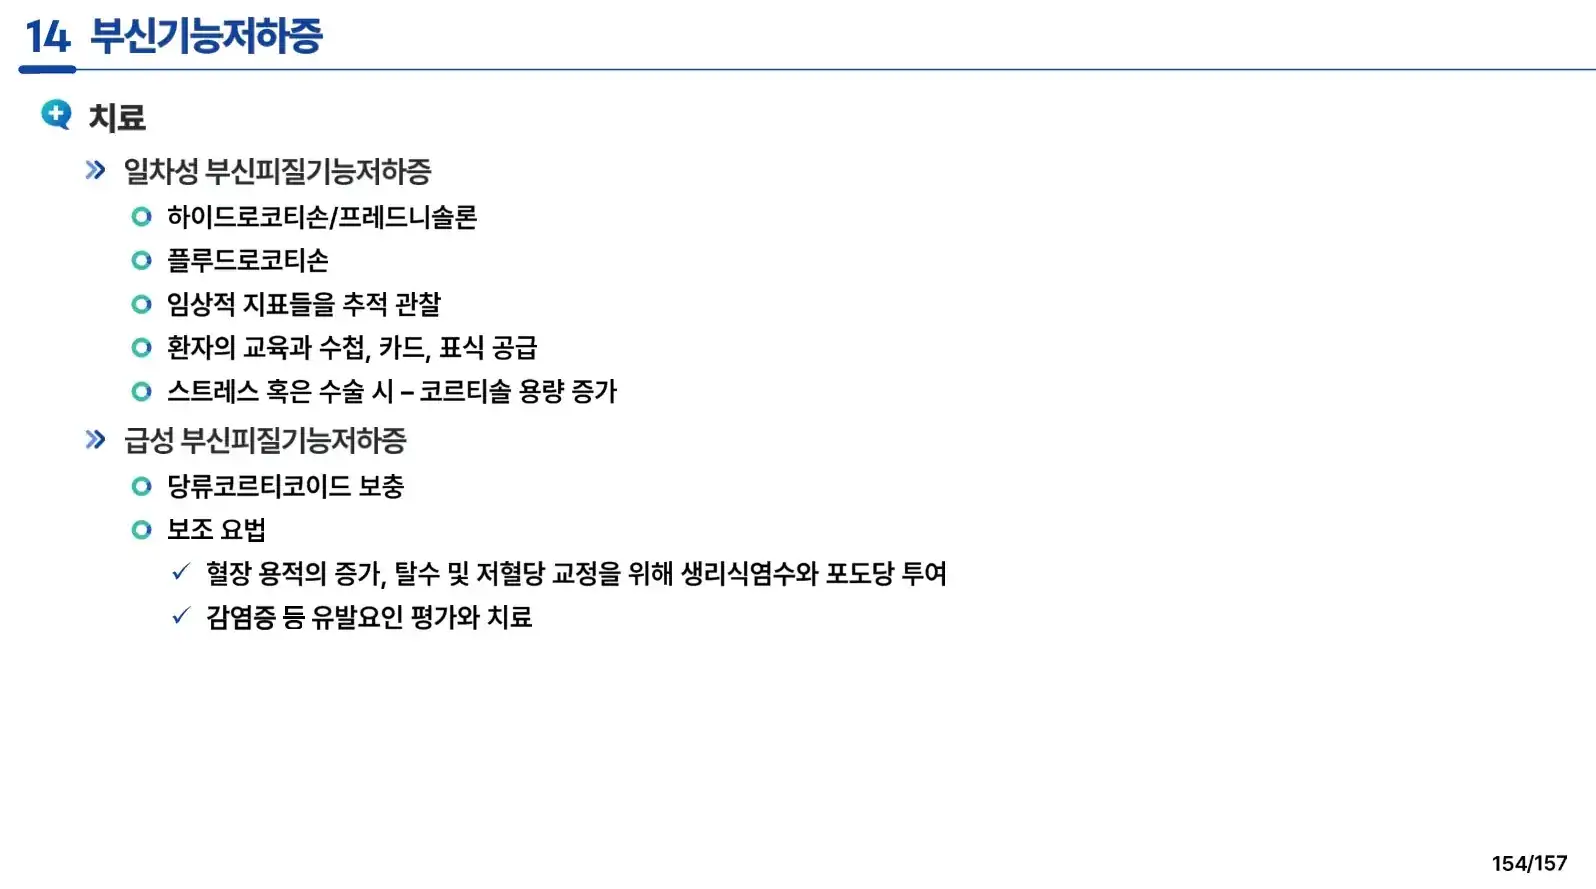 14 부신기능저하증
치료
일차성 부신피질기능저하증
하이드로코티손/프레드니솔론
플루드로코티손
임상적 지표들을 추적 관찰
환자의 교육과 수첩, 카드, 표식 공급
스트레스 혹은 수술 시 – 코르티솔 용량 증가
급성 부신피질기능저하증
당류코르티코이드 보충
보조 요법
혈장 용적의 증가, 탈수 및 저혈당 교정을 위해 생리식염수와 포도당 투여
감염증 등 유발요인 평가와 치료
154/157